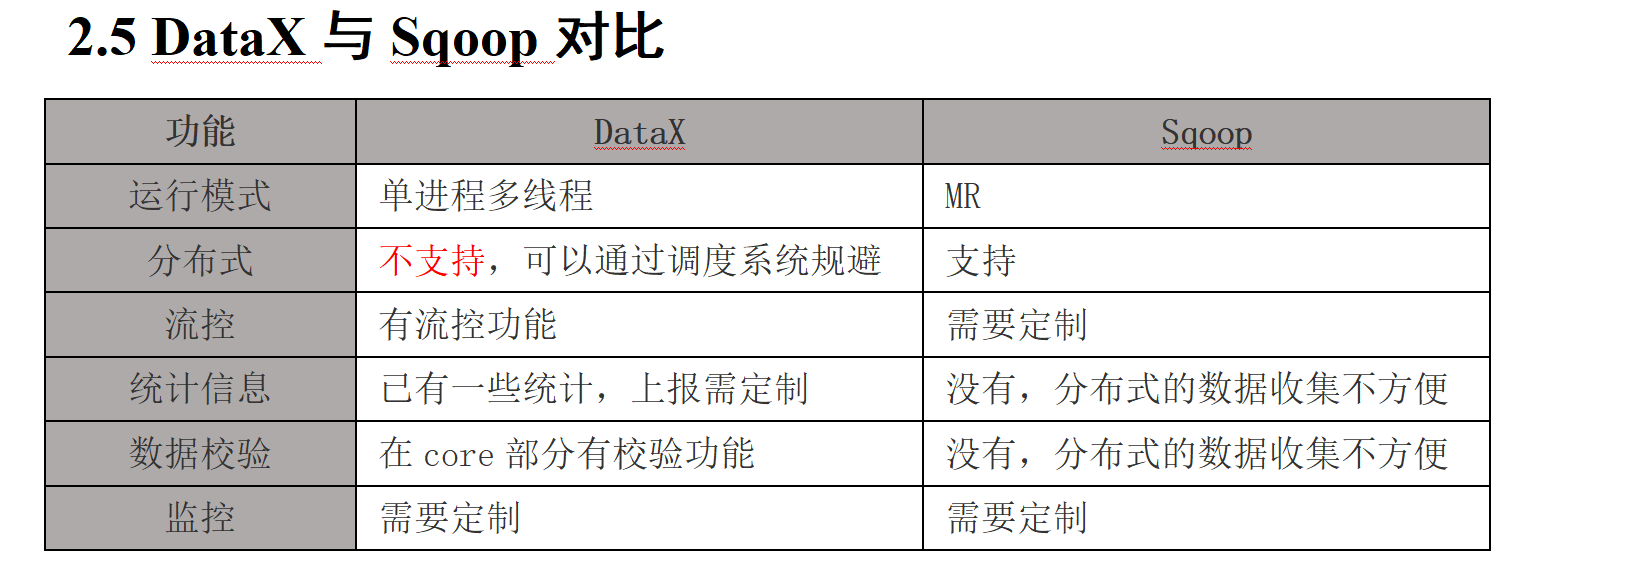 2.5 DataX 与 Sqoop 对比
功能 DataX Sqoop
运行模式 单进程多线程 MR
分布式 不支持，可以通过调度系统规避 支持
流控 有流控功能 需要定制
统计信息 已有一些统计，上报需定制 没有，分布式的数据收集不方便
数据校验 在 core 部分有校验功能 没有，分布式的数据收集不方便
监控 需要定制 需要定制